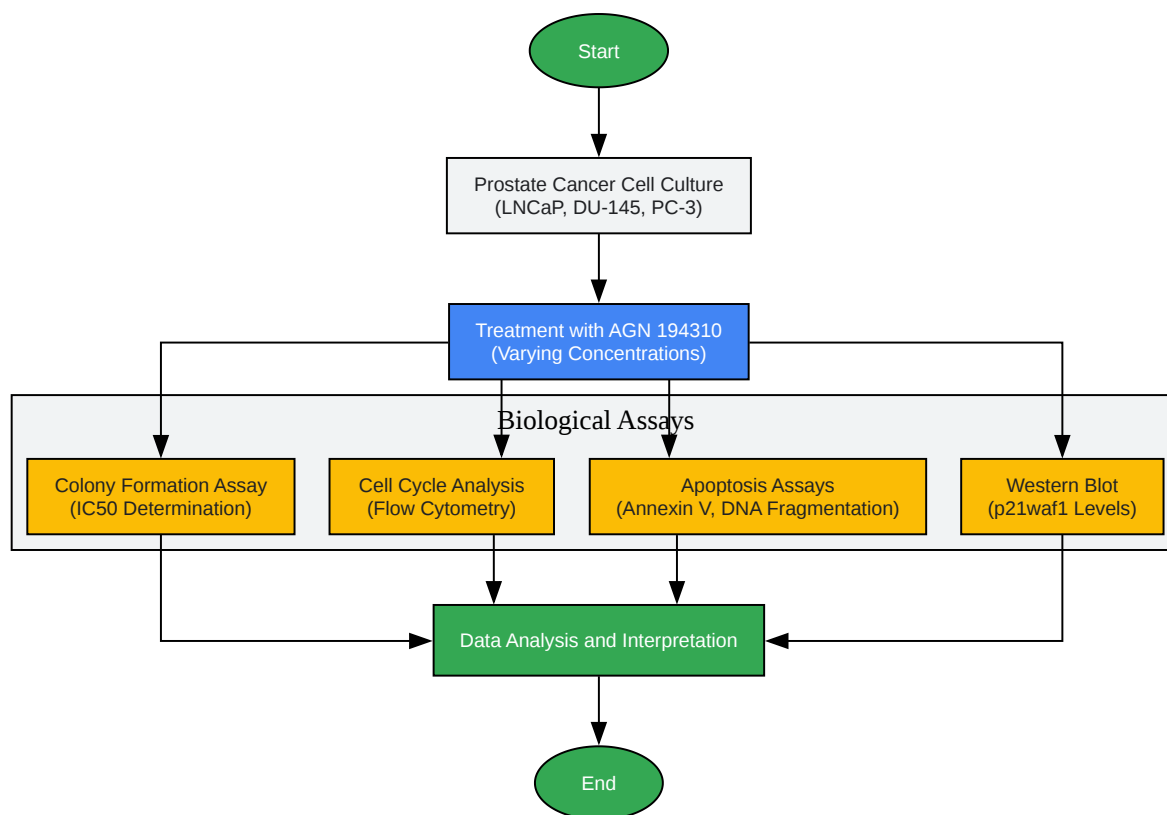 Start
Prostate Cancer Cell Culture
(LNCaP, DU-145, PC-3)
Treatment with AGN 194310
(Varying Concentrations)
Biological Assays
Colony Formation Assay
(IC50 Determination)
Cell Cycle Analysis
(Flow Cytometry)
Apoptosis Assays
(Annexin V, DNA Fragmentation)
Western Blot
(p21waf1 Levels)
Data Analysis and Interpretation
End